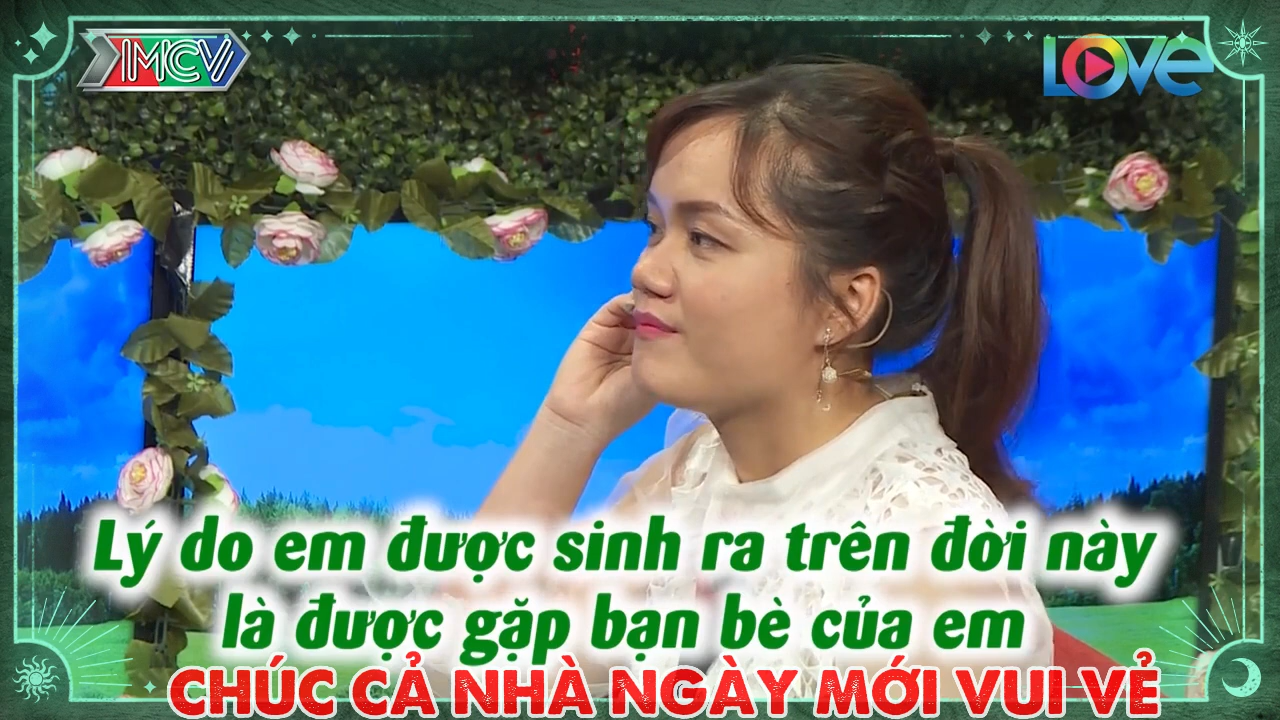 MCV
LOVE
Lý do em được sinh ra trên đời này
là được gặp bạn bè của em
CHÚC CẢ NHÀ NGÀY MỚI VUI VẺ